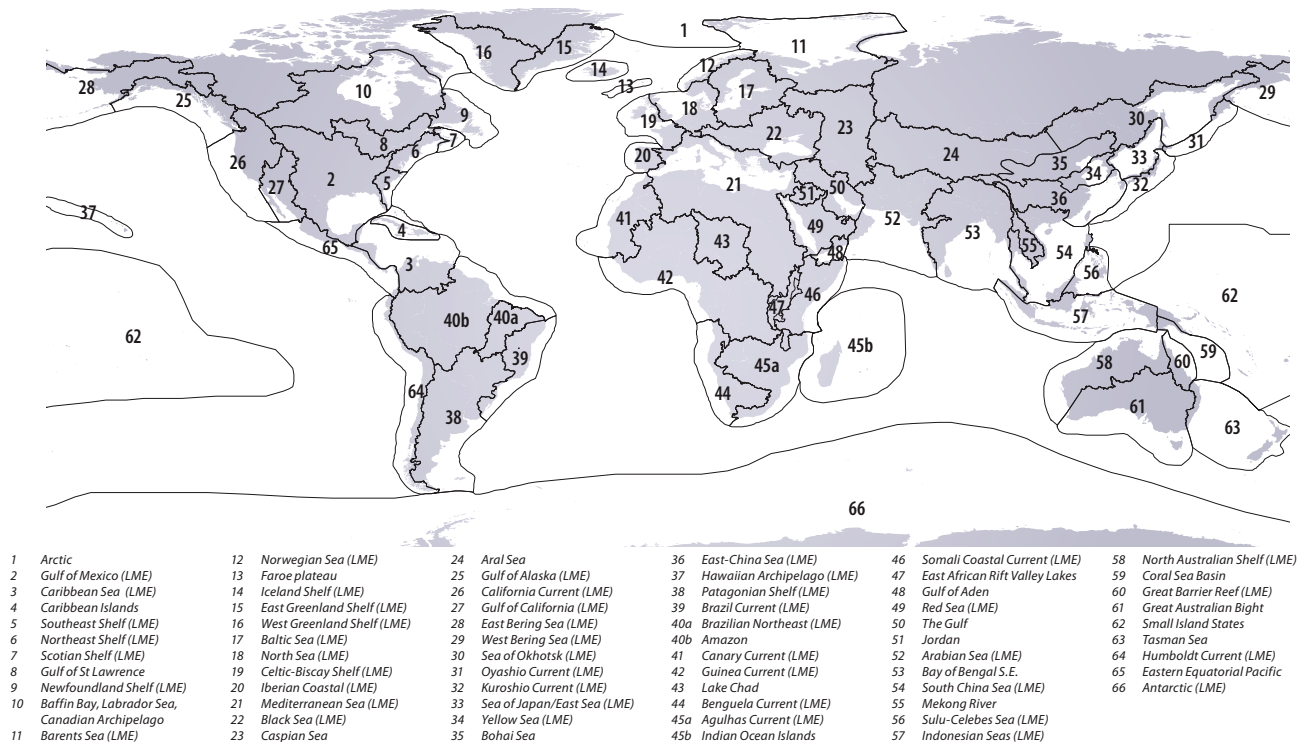 1
11
16
15
14
12
13
28
25
10
17
29
9
18
30
19
23
22
7
8
6
31
33
20
24
35
26
34
32
27
2
5
21
51
50
36
37
41
52
4
49
53
43
55
54
65
48
3
56
42
46
62
47
57
40b
40a
62
45b
59
39
58
60
45a
64
44
61
38
63
66
1 Arctic
2 Gulf of Mexico (LME)
3 Caribbean Sea (LME)
4 Caribbean Islands
5 Southeast Shelf (LME)
6 Northeast Shelf (LME)
7 Scotian Shelf (LME)
8 Gulf of St Lawrence
9 Newfoundland Shelf (LME)
10 Baffin Bay, Labrador Sea,
Canadian Archipelago
11 Barents Sea (LME)
12 Norwegian Sea (LME)
13 Faroe plateau
14 Iceland Shelf (LME)
15 East Greenland Shelf (LME)
16 West Greenland Shelf (LME)
17 Baltic Sea (LME)
18 North Sea (LME)
19 Celtic-Biscay Shelf (LME)
20 Iberian Coastal (LME)
21 Mediterranean Sea (LME)
22 Black Sea (LME)
23 Caspian Sea
24 Aral Sea
25 Gulf of Alaska (LME)
26 California Current (LME)
27 Gulf of California (LME)
28 East Bering Sea (LME)
29 West Bering Sea (LME)
30 Sea of Okhotsk (LME)
31 Oyashio Current (LME)
32 Kuroshio Current (LME)
33 Sea of Japan/East Sea (LME)
34 Yellow Sea (LME)
35 Bohai Sea
36 East-China Sea (LME)
37 Hawaiian Archipelago (LME)
38 Patagonian Shelf (LME)
39 Brazil Current (LME)
40a Brazilian Northeast (LME)
40b Amazon
41 Canary Current (LME)
42 Guinea Current (LME)
43 Lake Chad
44 Benguela Current (LME)
45a Agulhas Current (LME)
45b Indian Ocean Islands
46 Somali Coastal Current (LME)
47 East African Rift Valley Lakes
48 Gulf of Aden
49 Red Sea (LME)
50 The Gulf
51 Jordan
52 Arabian Sea (LME)
53 Bay of Bengal S.E.
54 South China Sea (LME)
55 Mekong River
56 Sulu-Celebes Sea (LME)
57 Indonesian Seas (LME)
58 North Australian Shelf (LME)
59 Coral Sea Basin
60 Great Barrier Reef (LME)
61 Great Australian Bight
62 Small Island States
63 Tasman Sea
64 Humboldt Current (LME)
65 Eastern Equatorial Pacific
66 Antarctic (LME)